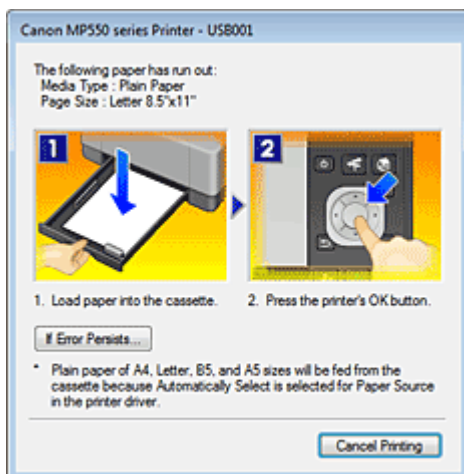 Canon MP550 series Printer - USB001
The following paper has run out:
Media Type : Plain Paper
Page Size : Letter 8.5"x11"
1
2
1. Load paper into the cassette.
2. Press the printer's OK button.
If Error Persists...
* Plain paper of A4, Letter, B5, and A5 sizes will be fed from the
cassette because Automatically Select is selected for Paper Source
in the printer driver.
Cancel Printing